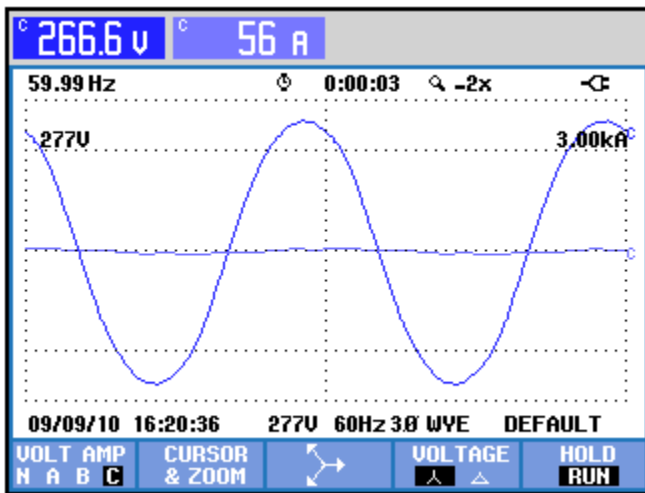 C 266.6 V C 56 A
59.99 Hz 0:00:03 -2x
277V 3.00kA C
C
09/09/10 16:20:36 277V 60Hz 3Ø WYE DEFAULT
VOLT AMP CURSOR VOLTAGE HOLD
N A B C & ZOOM RUN